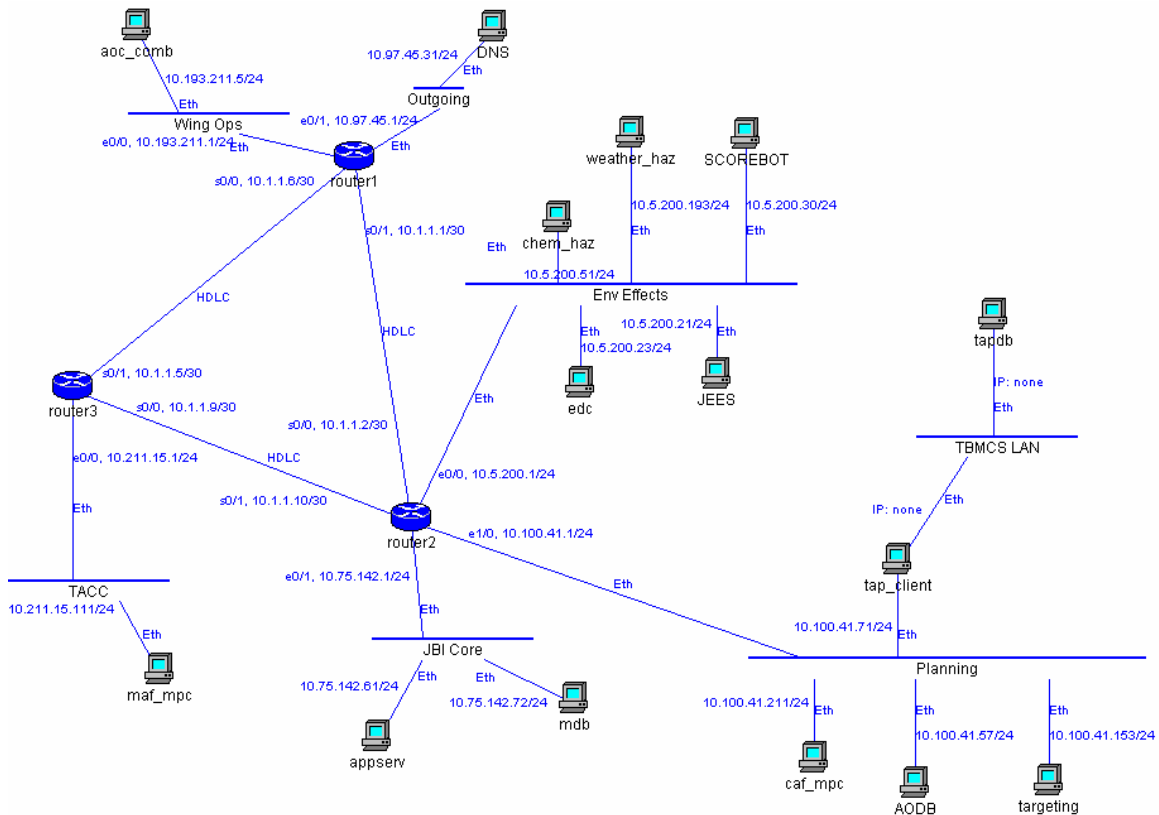 aoc_comb
DNS
10.97.45.31/24
Eth
10.193.211.5/24
Eth
Outgoing
Wing Ops
e0/1, 10.97.45.1/24
Eth
e0/0, 10.193.211.1/24
Eth
router1
s0/0, 10.1.1.6/30
s0/1, 10.1.1.1/30
weather_haz
SCOREBOT
10.5.200.193/24
10.5.200.30/24
Eth
Eth
Eth
chem_haz
10.5.200.51/24
Env Effects
HDLC
HDLC
Eth
10.5.200.21/24
10.5.200.23/24
Eth
edc
JEES
tapdb
IP: none
Eth
TBMCS LAN
s0/1, 10.1.1.5/30
router3
s0/0, 10.1.1.9/30
Eth
s0/0, 10.1.1.2/30
e0/0, 10.211.15.1/24
HDLC
e0/0, 10.5.200.1/24
s0/1, 10.1.1.10/30
Eth
Eth
IP: none
router2
e1/0, 10.100.41.1/24
tap_client
e0/1, 10.75.142.1/24
Eth
Eth
TACC
10.211.15.111/24
Eth
Eth
10.100.41.71/24
JBI Core
Planning
maf_mpc
10.75.142.61/24
Eth
Eth
10.75.142.72/24
mdb
appserv
10.100.41.211/24
Eth
Eth
Eth
10.100.41.57/24
10.100.41.153/24
caf_mpc
AODB
targeting